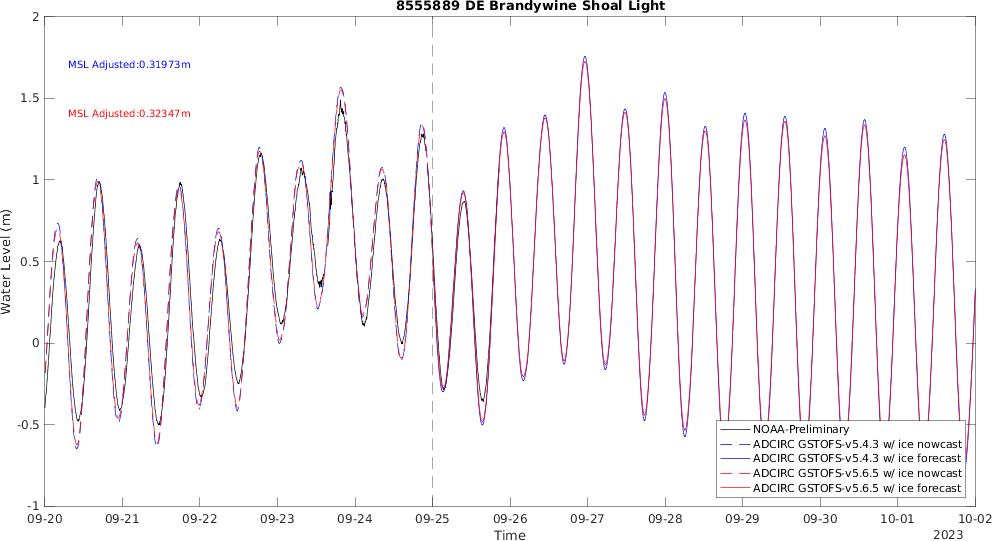 8555889 DE Brandywine Shoal Light
MSL Adjusted:0.31973m
MSL Adjusted:0.32347m
Water Level (m)
2
1.5
1
0.5
0
-0.5
-1
NOAA-Preliminary
ADCIRC GSTOFS-v5.4.3 w/ ice nowcast
ADCIRC GSTOFS-v5.4.3 w/ ice forecast
ADCIRC GSTOFS-v5.6.5 w/ ice nowcast
ADCIRC GSTOFS-v5.6.5 w/ ice forecast
09-20 09-21 09-22 09-23 09-24 09-25 09-26 09-27 09-28 09-29 09-30 10-01 10-02
Time
2023